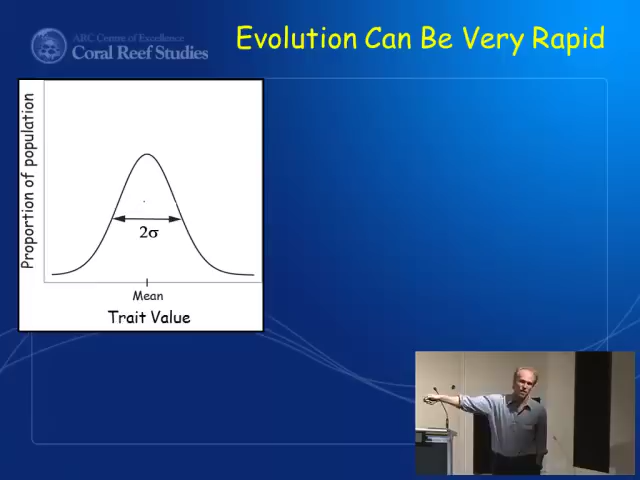 ARC Centre of Excellence
Coral Reef Studies
Evolution Can Be Very Rapid
Proportion of population
2σ
Mean
Trait Value